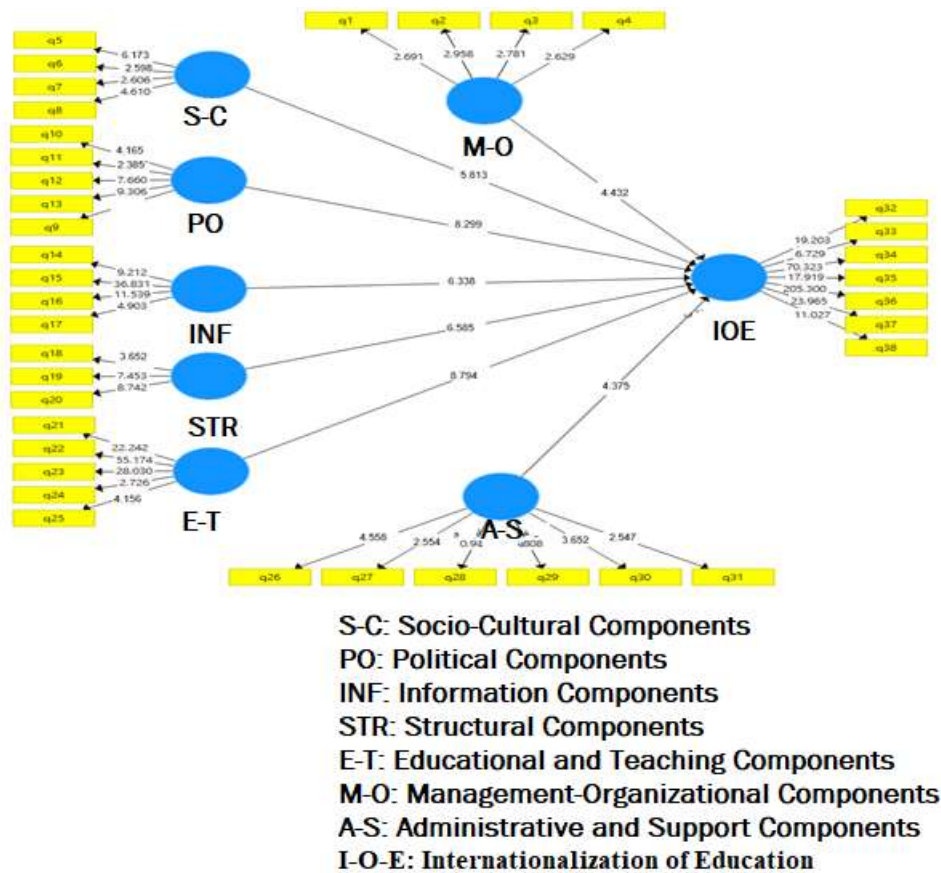 q1 q2 q3 q4
2.691 2.958 2.781 2.629
M-O
q5
q6
q7
q8
6.173
2.598
2.606
4.610
S-C
q10
q11
q12
q13
q9
4.165
2.385
7.660
9.306
PO
q14
q15
q16
q17
9.212
36.831
11.539
4.903
INF
q18
q19
q20
3.652
7.453
8.742
STR
q21
q22
q23
q24
q25
22.242
55.174
28.030
2.726
4.156
E-T
5.813
4.432
8.299
6.338
6.585
8.794
4.375
IOE
19.203
6.729
70.323
17.919
205.300
23.965
11.027
q32
q33
q34
q35
q36
q37
q38
A-S
4.558 2.554 3.652 2.547
q26 q27 q28 q29 q30 q31
S-C: Socio-Cultural Components
PO: Political Components
INF: Information Components
STR: Structural Components
E-T: Educational and Teaching Components
M-O: Management-Organizational Components
A-S: Administrative and Support Components
I-O-E: Internationalization of Education